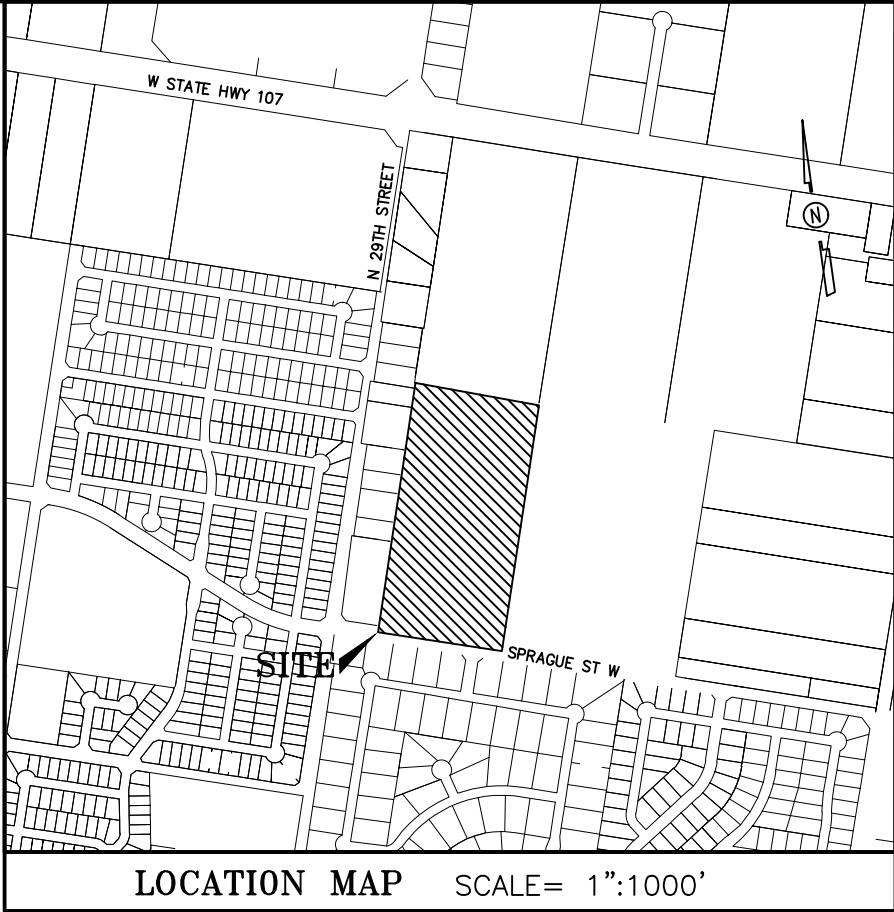 W STATE HWY 107
N 29TH STREET
N
SITE
SPRAGUE ST W
LOCATION MAP SCALE= 1":1000'